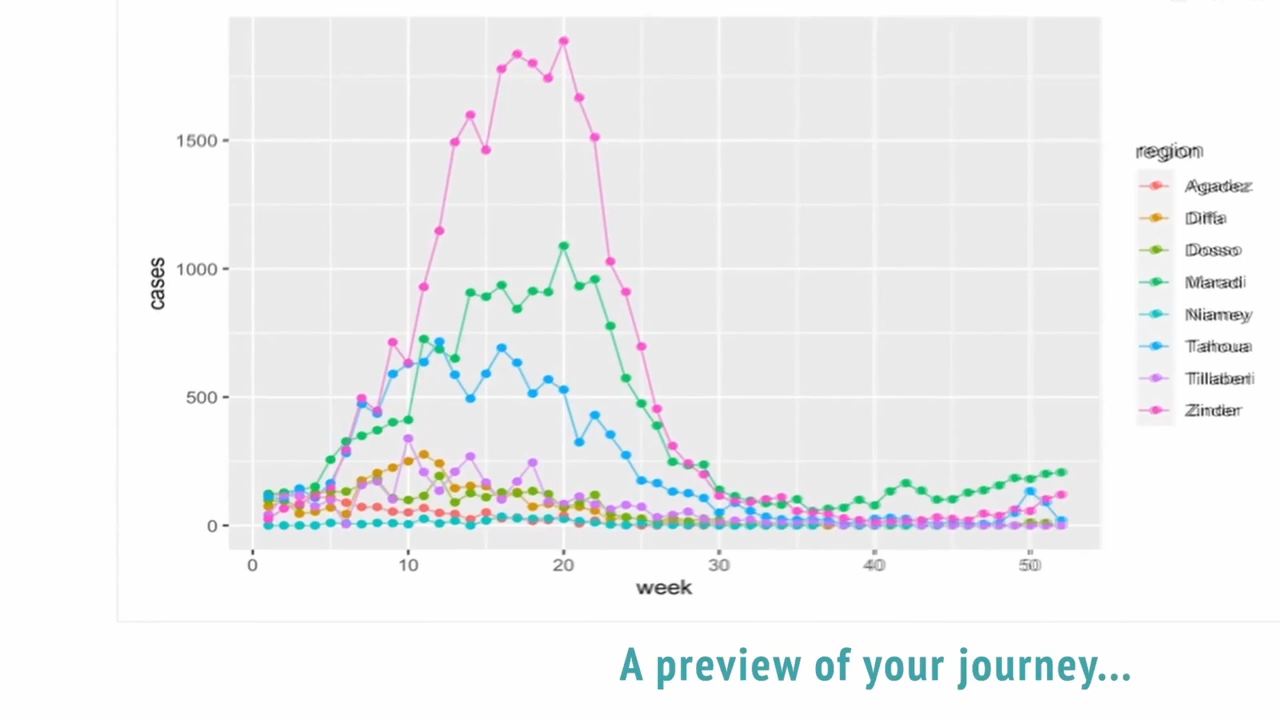 1500
1000
500
0
cases
0 10 20 30 40 50
week
region
Agadez
Diffa
Dosso
Maradi
Niamey
Tahoua
Tillaberi
Zinder
A preview of your journey...